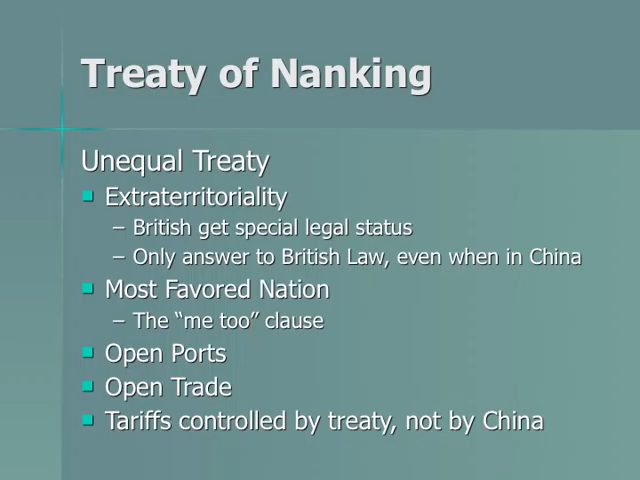 Treaty of Nanking
Unequal Treaty
Extraterritoriality
– British get special legal status
– Only answer to British Law, even when in China
Most Favored Nation
– The “me too” clause
Open Ports
Open Trade
Tariffs controlled by treaty, not by China